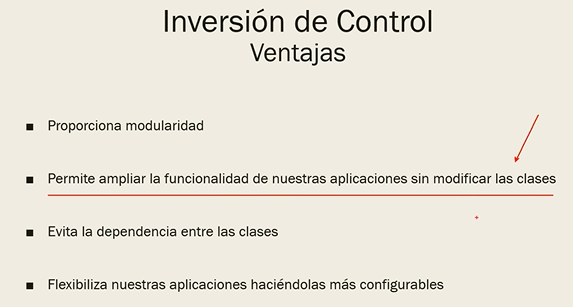 Inversión de Control
Ventajas
■ Proporciona modularidad
■ Permite ampliar la funcionalidad de nuestras aplicaciones sin modificar las clases
■ Evita la dependencia entre las clases
■ Flexibiliza nuestras aplicaciones haciéndolas más configurables